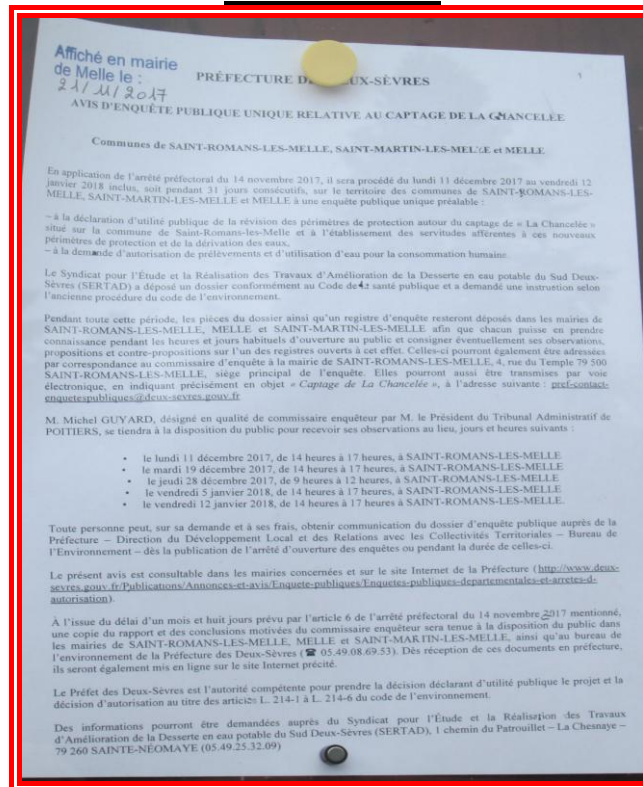 Affiché en mairie
de Melle le :
21/11/2017
1
PRÉFECTURE DE DEUX-SÈVRES
AVIS D'ENQUÊTE PUBLIQUE UNIQUE RELATIVE AU CAPTAGE DE LA CHANCELÉE
Communes de SAINT-ROMANS-LES-MELLE, SAINT-MARTIN-LES-MELLE et MELLE
En application de l'arrêté préfectoral du 14 novembre 2017, il sera procédé du lundi 11 décembre 2017 au vendredi 12
janvier 2018 inclus, soit pendant 31 jours consécutifs, sur le territoire des communes de SAINT-ROMANS-LES-
MELLE, SAINT-MARTIN-LES-MELLE et MELLE à une enquête publique unique préalable :
– à la déclaration d'utilité publique de la révision des périmètres de protection autour du captage de « La Chancelée »
situé sur la commune de Saint-Romans-les-Melle et à l'établissement des servitudes afférentes à ces nouveaux
périmètres de protection et de la dérivation des eaux,
– à la demande d'autorisation de prélèvements et d'utilisation d'eau pour la consommation humaine.
Le Syndicat pour l'Étude et la Réalisation des Travaux d'Amélioration de la Desserte en eau potable du Sud Deux-
Sèvres (SERTAD) a déposé un dossier conformément au Code de la santé publique et a demandé une instruction selon
l'ancienne procédure du code de l'environnement.
Pendant toute cette période, les pièces du dossier ainsi qu'un registre d'enquête resteront déposés dans les mairies de
SAINT-ROMANS-LES-MELLE, MELLE et SAINT-MARTIN-LES-MELLE afin que chacun puisse en prendre
connaissance pendant les heures et jours habituels d'ouverture au public et consigner éventuellement ses observations,
propositions et contre-propositions sur l'un des registres ouverts à cet effet. Celles-ci pourront également être adressées
par correspondance au commissaire d'enquête à la mairie de SAINT-ROMANS-LES-MELLE, 4, rue du Temple 79 500
SAINT-ROMANS-LES-MELLE, siège principal de l'enquête. Elles pourront aussi être transmises par voie
électronique, en indiquant précisément en objet « Captage de La Chancelée », à l'adresse suivante : pref-contact-
enquetespubliques@deux-sevres.gouv.fr
M. Michel GUYARD, désigné en qualité de commissaire enquêteur par M. le Président du Tribunal Administratif de
POITIERS, se tiendra à la disposition du public pour recevoir ses observations au lieu, jours et heures suivants :
• le lundi 11 décembre 2017, de 14 heures à 17 heures, à SAINT-ROMANS-LES-MELLE
• le mardi 19 décembre 2017, de 14 heures à 17 heures, à SAINT-ROMANS-LES-MELLE
• le jeudi 28 décembre 2017, de 9 heures à 12 heures, à SAINT-ROMANS-LES-MELLE
• le vendredi 5 janvier 2018, de 14 heures à 17 heures, à SAINT-ROMANS-LES-MELLE
• le vendredi 12 janvier 2018, de 14 heures à 17 heures à SAINT-ROMANS-LES-MELLE.
Toute personne peut, sur sa demande et à ses frais, obtenir communication du dossier d'enquête publique auprès de la
Préfecture – Direction du Développement Local et des Relations avec les Collectivités Territoriales – Bureau de
l'Environnement – dès la publication de l'arrêté d'ouverture des enquêtes ou pendant la durée de celles-ci.
Le présent avis est consultable dans les mairies concernées et sur le site Internet de la Préfecture (http://www.deux-
sevres.gouv.fr/Publications/Annonces-et-avis/Enquete-publiques/Enquetes-publiques-departementales-et-arretes-d-
autorisation).
À l'issue du délai d'un mois et huit jours prévu par l'article 6 de l'arrêté préfectoral du 14 novembre 2017 mentionné,
une copie du rapport et des conclusions motivées du commissaire enquêteur sera tenue à la disposition du public dans
les mairies de SAINT-ROMANS-LES-MELLE, MELLE et SAINT-MARTIN-LES-MELLE, ainsi qu'au bureau de
l'environnement de la Préfecture des Deux-Sèvres (☎ 05.49.08.69.53). Dès réception de ces documents en préfecture,
ils seront également mis en ligne sur le site Internet précité.
Le Préfet des Deux-Sèvres est l'autorité compétente pour prendre la décision déclarant d'utilité publique le projet et la
décision d'autorisation au titre des articles L. 214-1 à L. 214-6 du code de l'environnement.
Des informations pourront être demandées auprès du Syndicat pour l'Étude et la Réalisation des Travaux
d'Amélioration de la Desserte en eau potable du Sud Deux-Sèvres (SERTAD), 1 chemin du Patrouillet – La Chesnaye –
79 260 SAINTE-NÉOMAYE (05.49.25.32.09)